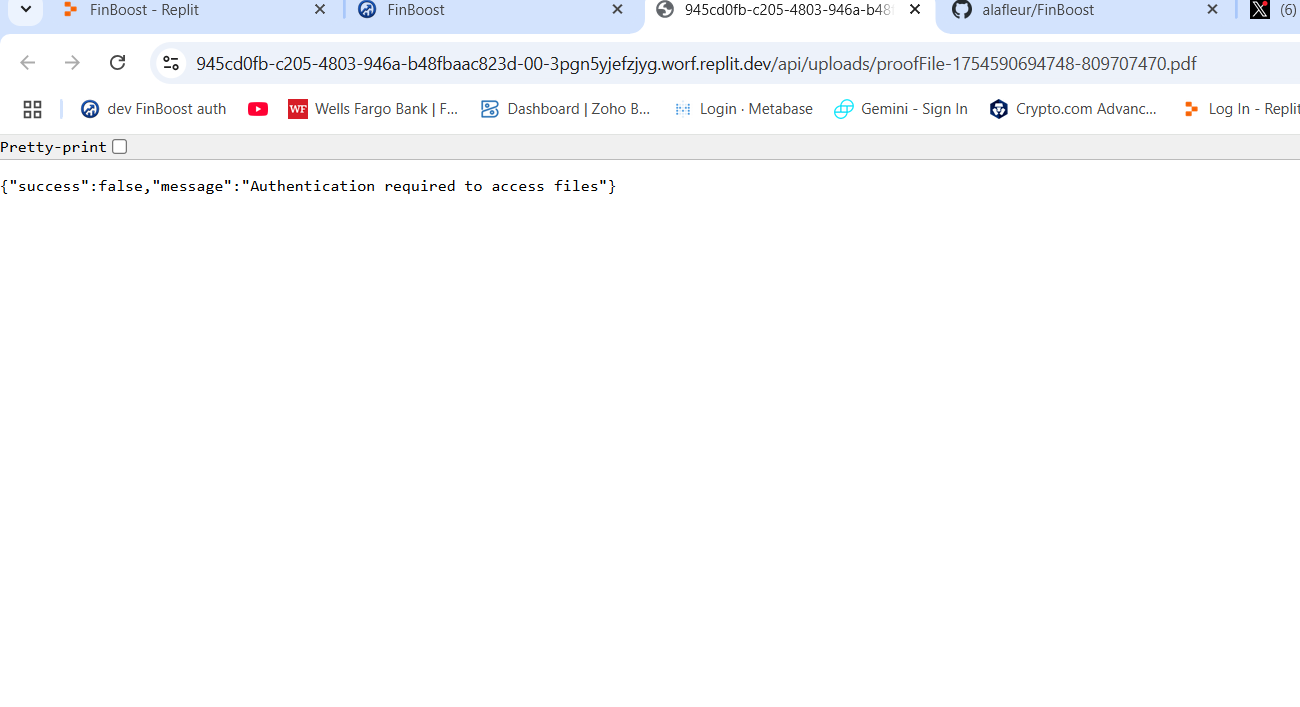 FinBoost - Replit
FinBoost
945cd0fb-c205-4803-946a-b48
alafleur/FinBoost
(6)
945cd0fb-c205-4803-946a-b48fbaac823d-00-3pgn5yjefzjyg.worf.replit.dev/api/uploads/proofFile-1754590694748-809707470.pdf
dev FinBoost auth
WF Wells Fargo Bank | F...
Dashboard | Zoho B...
Login · Metabase
Gemini - Sign In
Crypto.com Advanc...
Log In - Replit
Pretty-print
{"success":false,"message":"Authentication required to access files"}